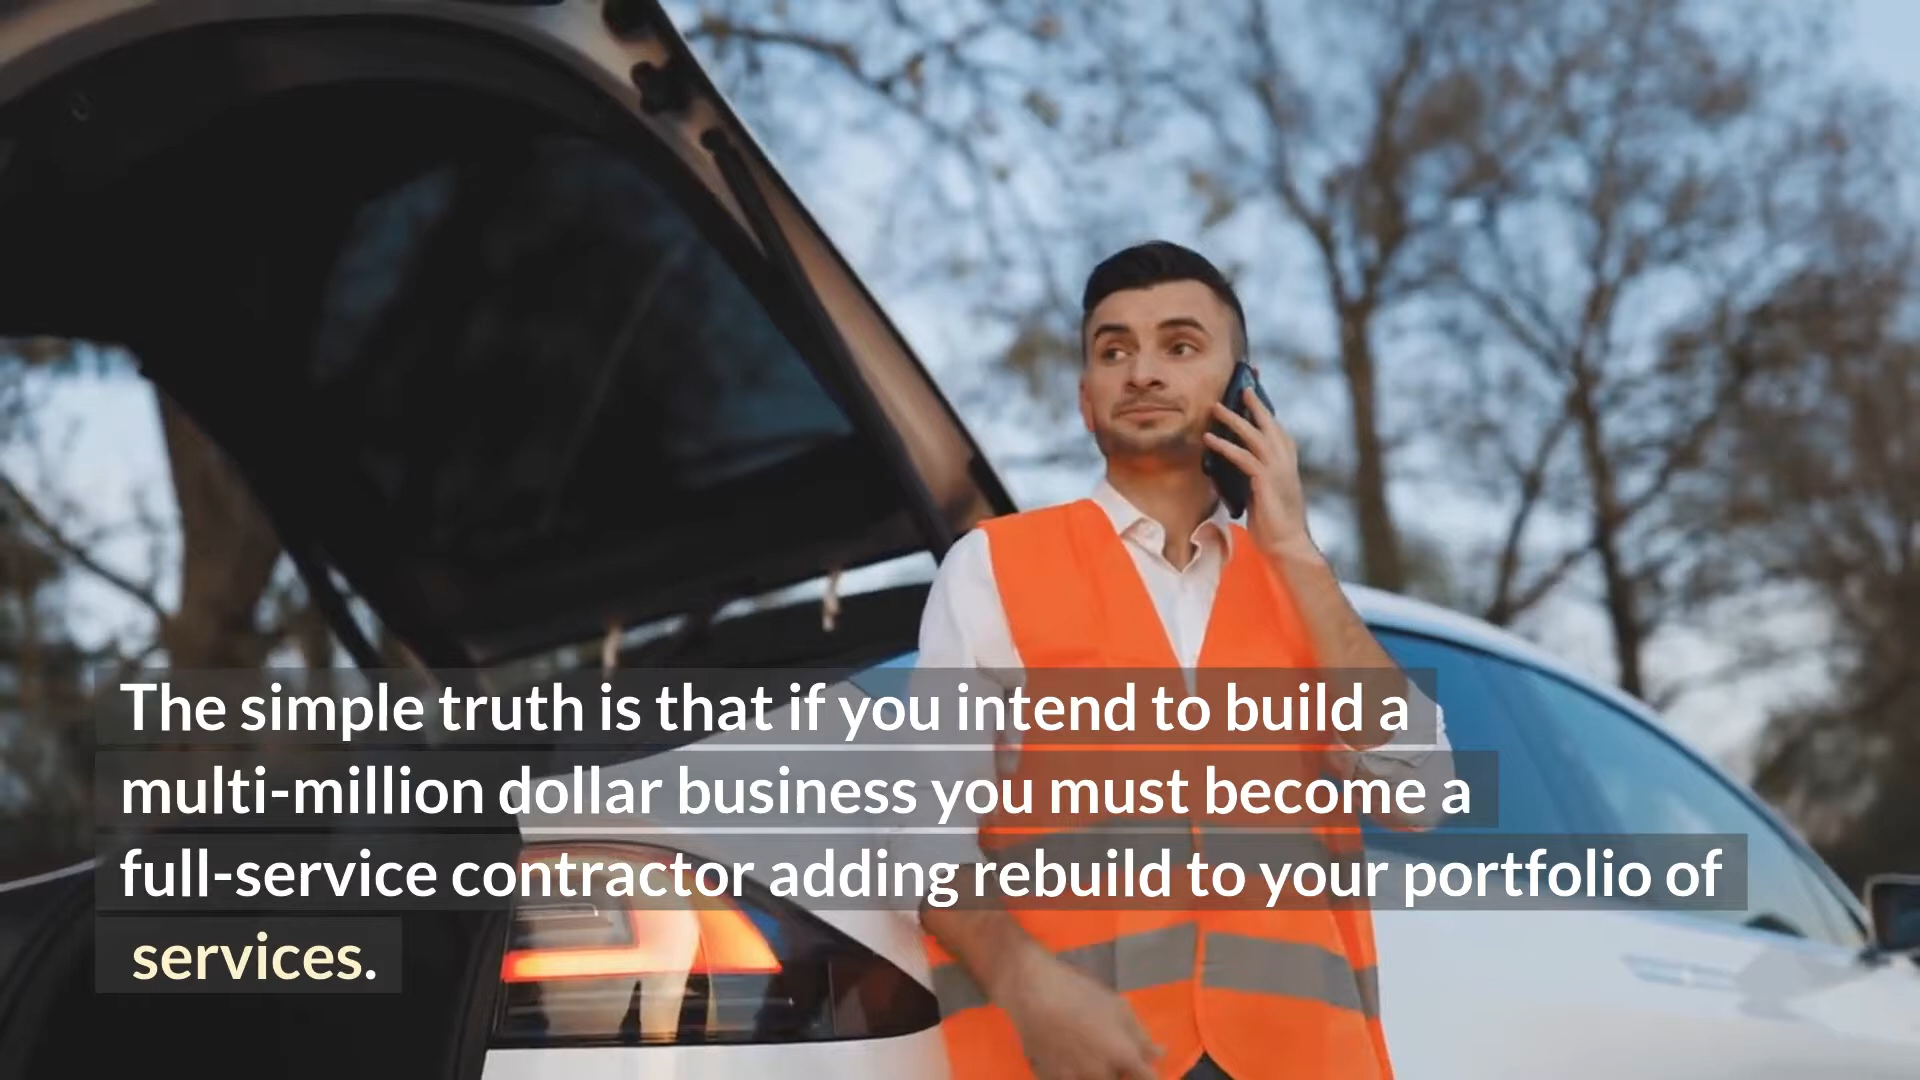 The simple truth is that if you intend to build a
multi-million dollar business you must become a
full-service contractor adding rebuild to your portfolio of
services.